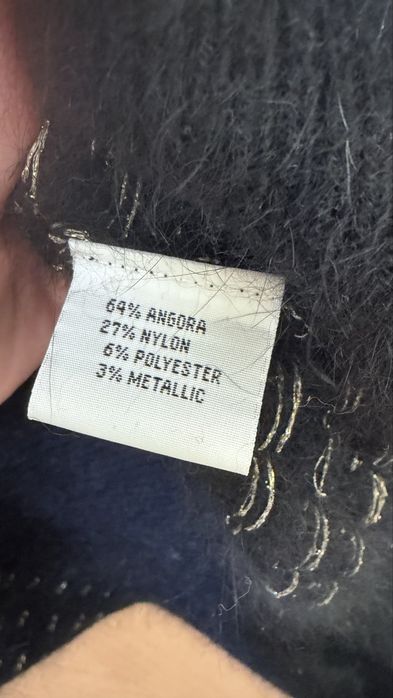 64% ANGORA
27% NYLON
6% POLYESTER
3% METALLIC